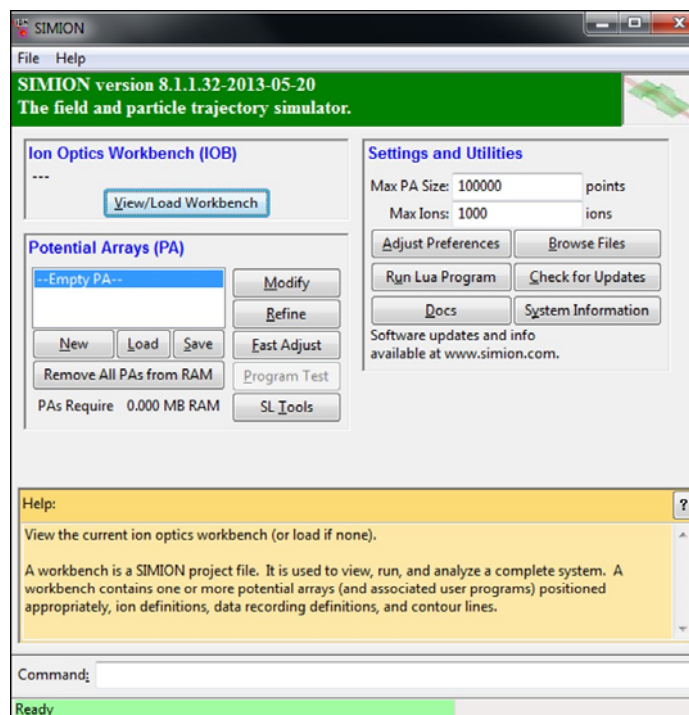 SIMION
File Help
SIMION version 8.1.1.32-2013-05-20
The field and particle trajectory simulator.
Ion Optics Workbench (IOB)
---
View/Load Workbench
Potential Arrays (PA)
--Empty PA--
Modify
Refine
New Load Save Fast Adjust
Remove All PAs from RAM Program Test
PAs Require 0.000 MB RAM SL Tools
Settings and Utilities
Max PA Size: 100000 points
Max Ions: 1000 ions
Adjust Preferences Browse Files
Run Lua Program Check for Updates
Docs System Information
Software updates and info
available at www.simion.com.
Help: ?
View the current ion optics workbench (or load if none).
A workbench is a SIMION project file. It is used to view, run, and analyze a complete system. A
workbench contains one or more potential arrays (and associated user programs) positioned
appropriately, ion definitions, data recording definitions, and contour lines.
Command:
Ready